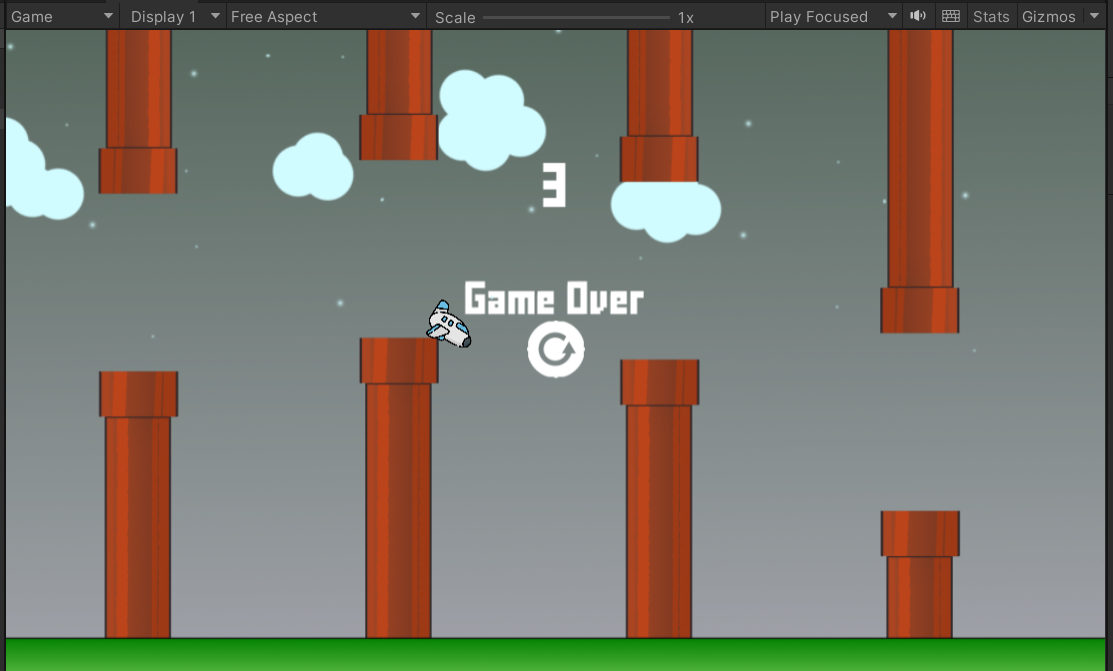 Game Display 1 Free Aspect Scale 1x Play Focused Stats Gizmos
3
Game Over